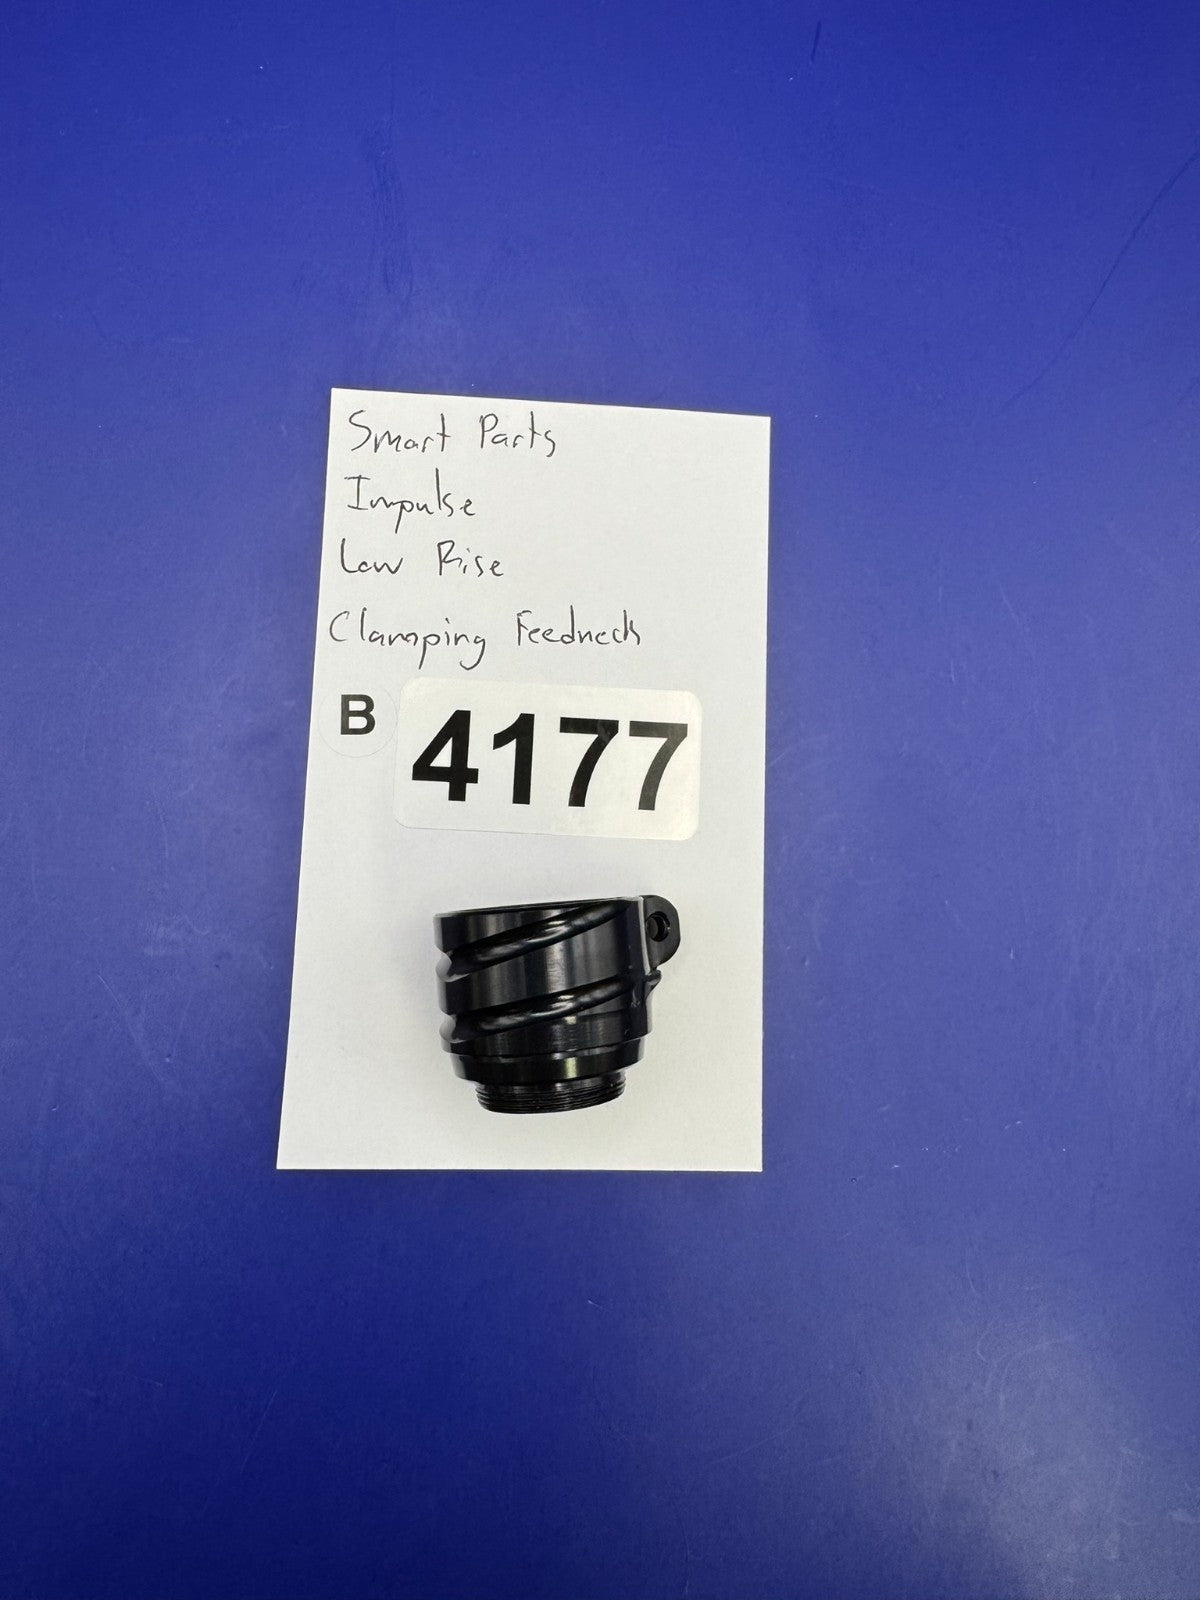 Smart Parts
Impulse
Low Rise
Clamping Feedneck
B 4177